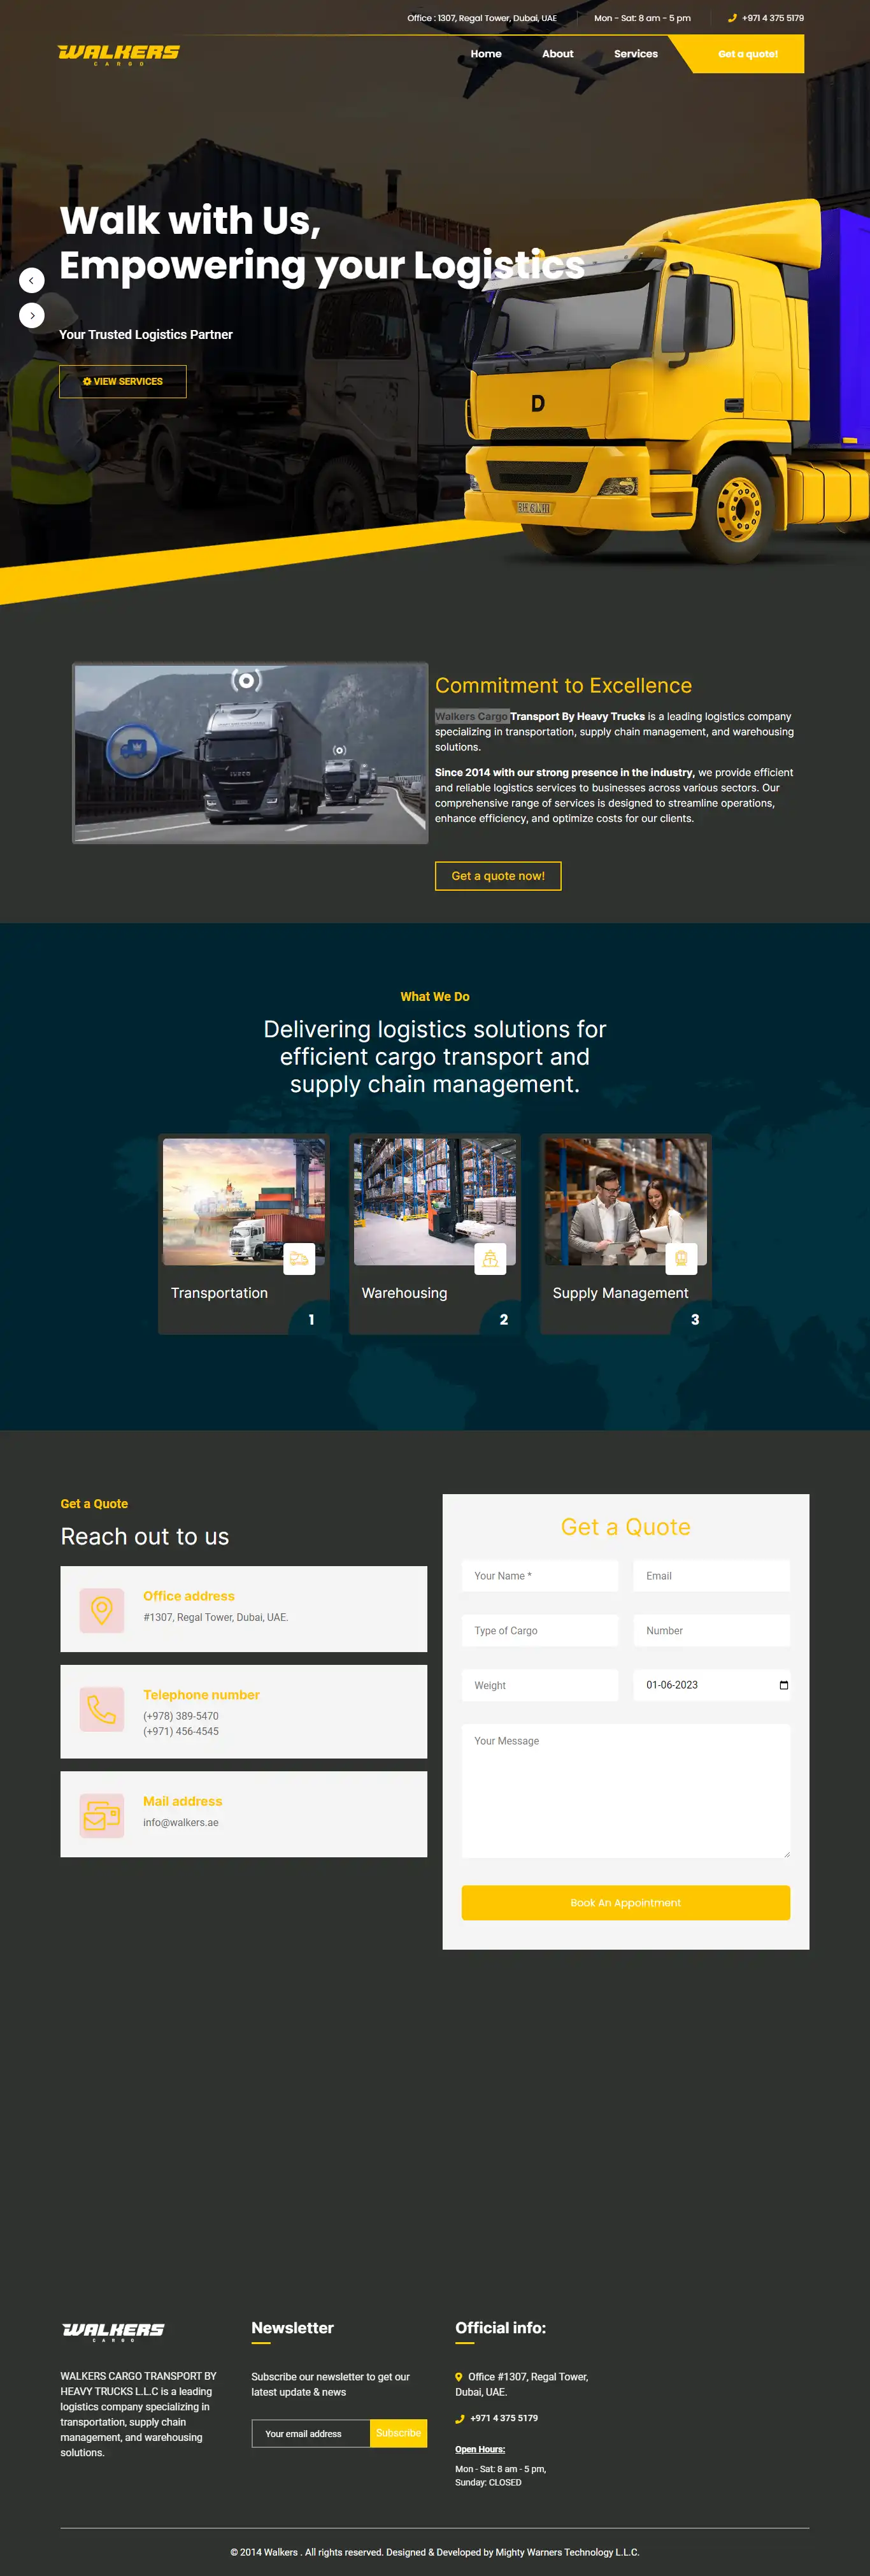 Office : 1307, Regal Tower, Dubai, UAE
Mon - Sat: 8 am - 5 pm
+971 4 375 5179
WALKERS
CARGO
Home
About
Services
Get a quote!
Walk with Us,
Empowering your Logistics
Your Trusted Logistics Partner
VIEW SERVICES
D
Commitment to Excellence
Walkers Cargo Transport By Heavy Trucks is a leading logistics company
specializing in transportation, supply chain management, and warehousing
solutions.
Since 2014 with our strong presence in the industry, we provide efficient
and reliable logistics services to businesses across various sectors. Our
comprehensive range of services is designed to streamline operations,
enhance efficiency, and optimize costs for our clients.
IVECO
Get a quote now!
What We Do
Delivering logistics solutions for
efficient cargo transport and
supply chain management.
Transportation
1
Warehousing
2
Supply Management
3
Get a Quote
Reach out to us
Office address
#1307, Regal Tower, Dubai, UAE.
Telephone number
(+978) 389-5470
(+971) 456-4545
Mail address
info@walkers.ae
Get a Quote
Your Name *
Email
Type of Cargo
Number
Weight
01-06-2023
Your Message
Book An Appointment
WALKERS
CARGO
WALKERS CARGO TRANSPORT BY
HEAVY TRUCKS L.L.C is a leading
logistics company specializing in
transportation, supply chain
management, and warehousing
solutions.
Newsletter
Subscribe our newsletter to get our
latest update & news
Your email address
Subscribe
Official info:
Office #1307, Regal Tower,
Dubai, UAE.
+971 4 375 5179
Open Hours:
Mon - Sat: 8 am - 5 pm,
Sunday: CLOSED
© 2014 Walkers . All rights reserved. Designed & Developed by Mighty Warners Technology L.L.C.